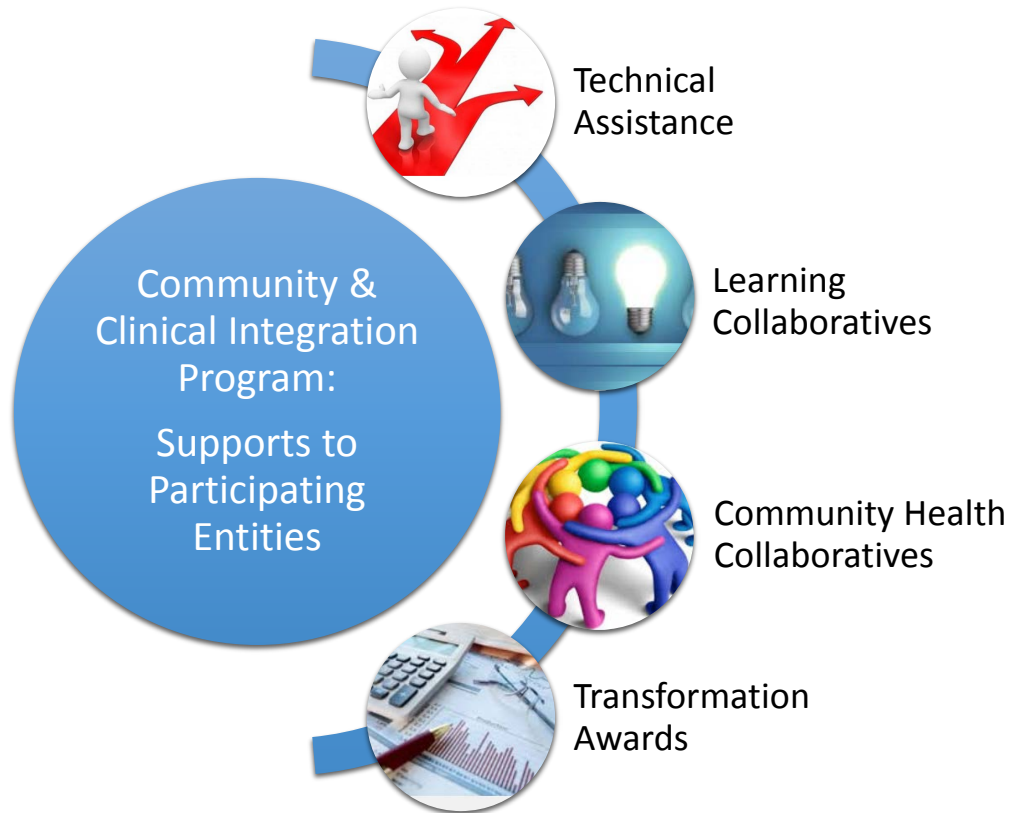 Community &
Clinical Integration
Program:
Supports to
Participating
Entities
Technical
Assistance
Learning
Collaboratives
Community Health
Collaboratives
Transformation
Awards